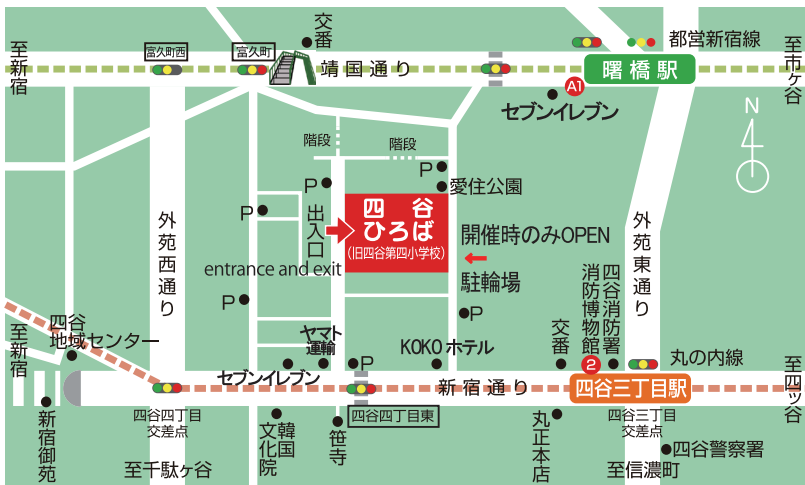 交番
都営新宿線
至新宿
富久町西
富久町
靖国通り
曙橋駅
至市ヶ谷
A1
セブンイレブン
N
階段
階段
P
P
愛住公園
P
外苑西通り
出入口
四谷
ひろば
(旧四谷第四小学校)
開催時のみOPEN
外苑東通り
entrance and exit
駐輪場
消防博物館
四谷消防署
P
P
至新宿
四谷
地域センター
ヤマト
運輸
KOKOホテル
交番
丸の内線
P
セブンイレブン
2
新宿通り
四谷三丁目駅
至四ッ谷
新宿御苑
四谷四丁目
交差点
韓国
文化院
笹寺
四谷四丁目東
丸正本店
四谷三丁目
交差点
四谷警察署
至千駄ヶ谷
至信濃町